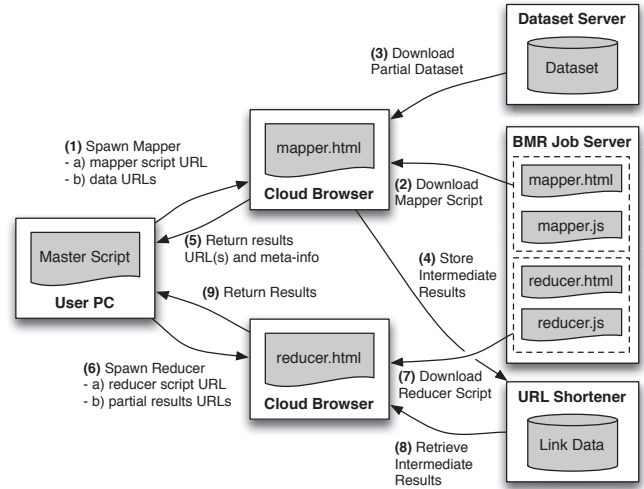 Dataset Server
Dataset
(3) Download
Partial Dataset
(1) Spawn Mapper
- a) mapper script URL
- b) data URLs
mapper.html
Cloud Browser
BMR Job Server
mapper.html
mapper.js
reducer.html
reducer.js
(2) Download
Mapper Script
(5) Return results
URL(s) and meta-info
(4) Store
Intermediate
Results
Master Script
User PC
(9) Return Results
(6) Spawn Reducer
- a) reducer script URL
- b) partial results URLs
reducer.html
Cloud Browser
(7) Download
Reducer Script
URL Shortener
Link Data
(8) Retrieve
Intermediate
Results